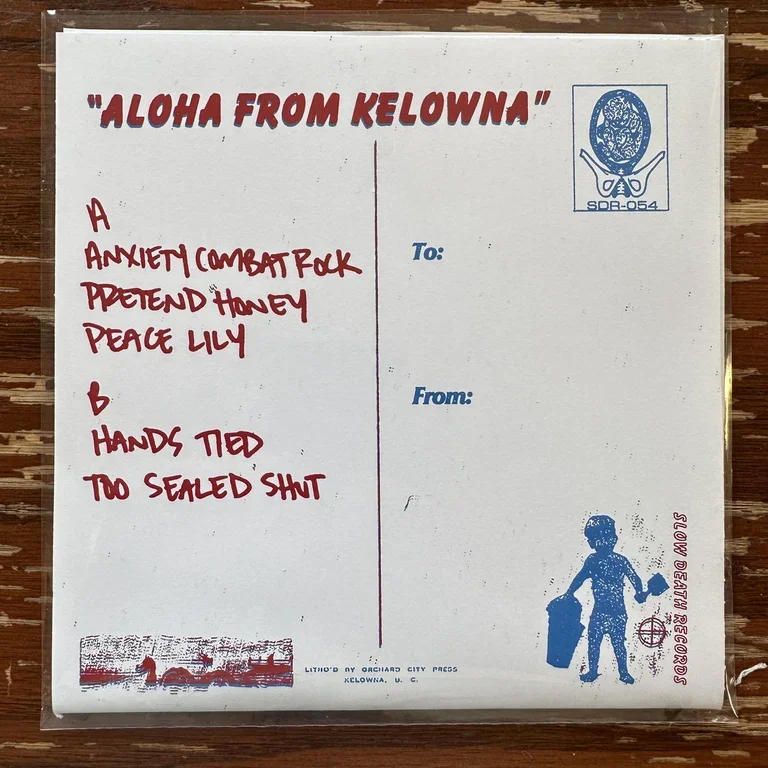 "ALOHA FROM KELOWNA"
SDR-054
A
ANXIETY COMBAT ROCK
PRETEND HONEY
PEACE LILY
B
HANDS TIED
TOO SEALED SHUT
To:
From:
SLOW DEATH RECORDS
LITHO'D BY ORCHARD CITY PRESS
KELOWNA, B. C.